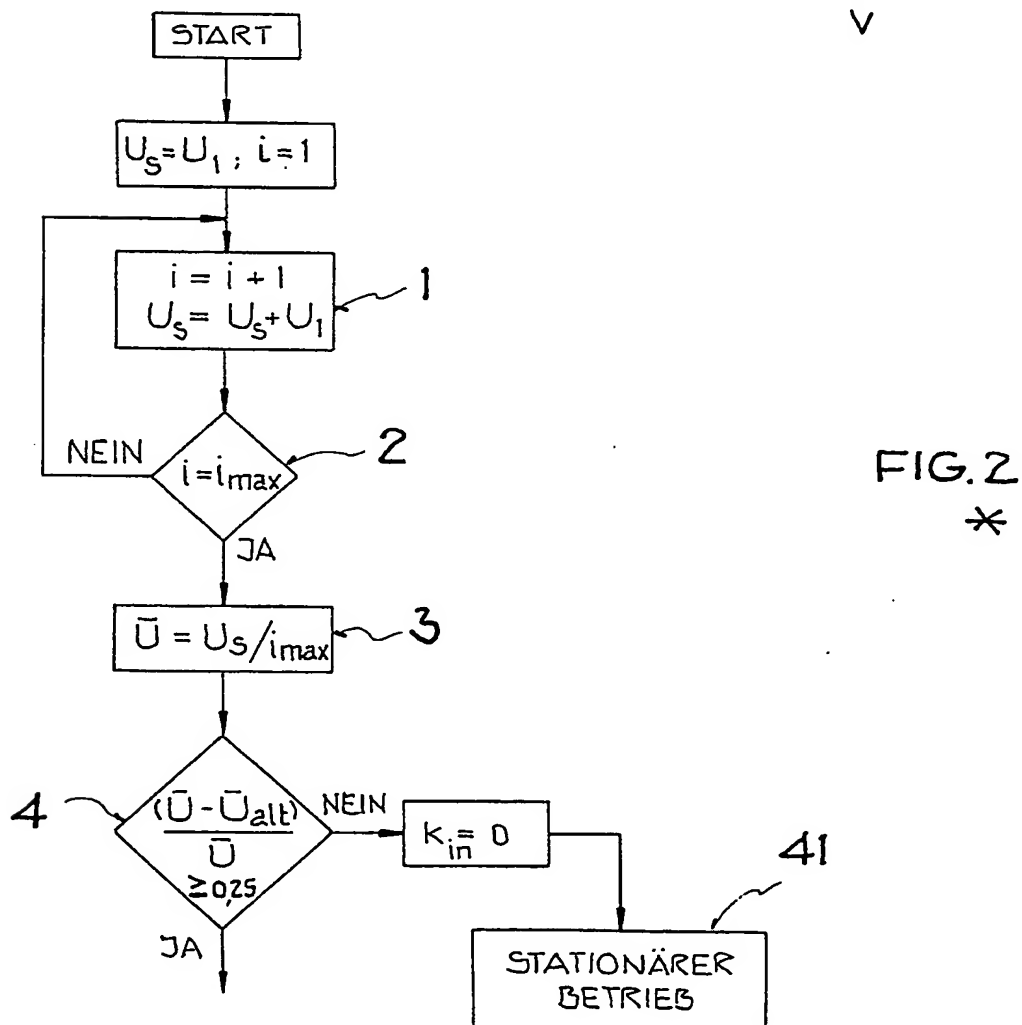 START
V
U_s = U_1 ; i = 1
i = i + 1
U_s = U_s + U_1
1
NEIN
i = i_max
2
JA
FIG. 2
*
Ū = U_s / i_max
3
4
(Ū - Ū_alt)
Ū
≥ 0,25
NEIN
K_in = 0
41
JA
STATIONÄRER
BETRIEB